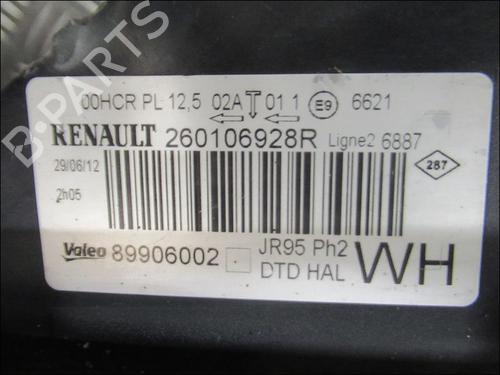 00HCR PL 12,5 02A 01 1 E9 6621
RENAULT 260106928R Ligne2 6887
29/06/12
2h05
287
Valeo 89906002 JR95 Ph2
DTD HAL WH
B-PARTS